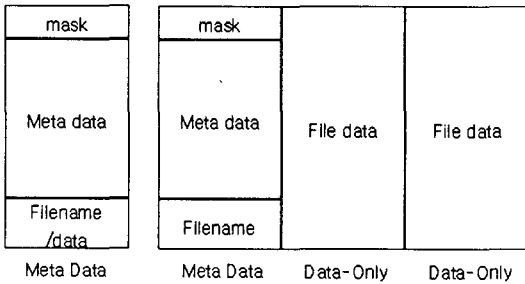 mask
Meta data
Filename
/data
Meta Data
mask
Meta data
Filename
Meta Data
File data
Data-Only
File data
Data-Only